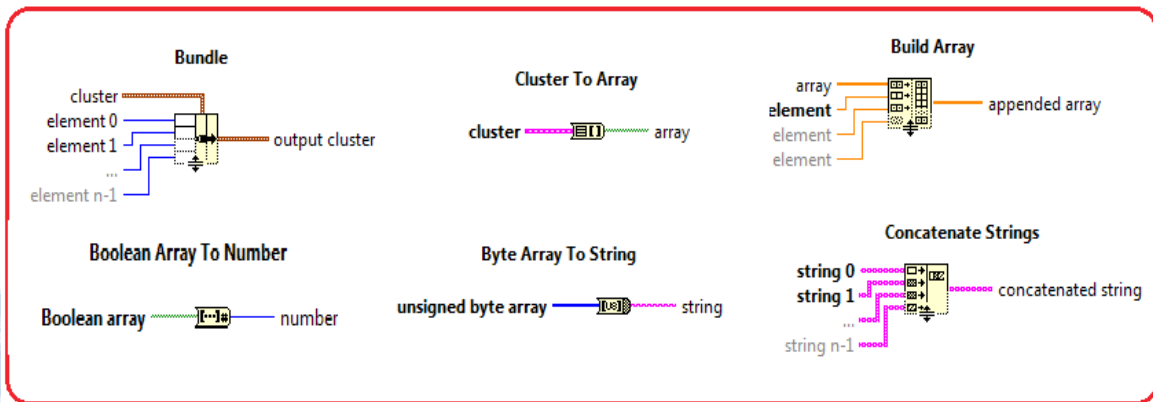 Bundle
cluster
element 0
element 1
...
element n-1
output cluster
Cluster To Array
cluster
array
Build Array
array
element
element
element
appended array
Boolean Array To Number
Boolean array
[...]#
number
Byte Array To String
unsigned byte array
[U8]
string
Concatenate Strings
string 0
string 1
...
string n-1
concatenated string